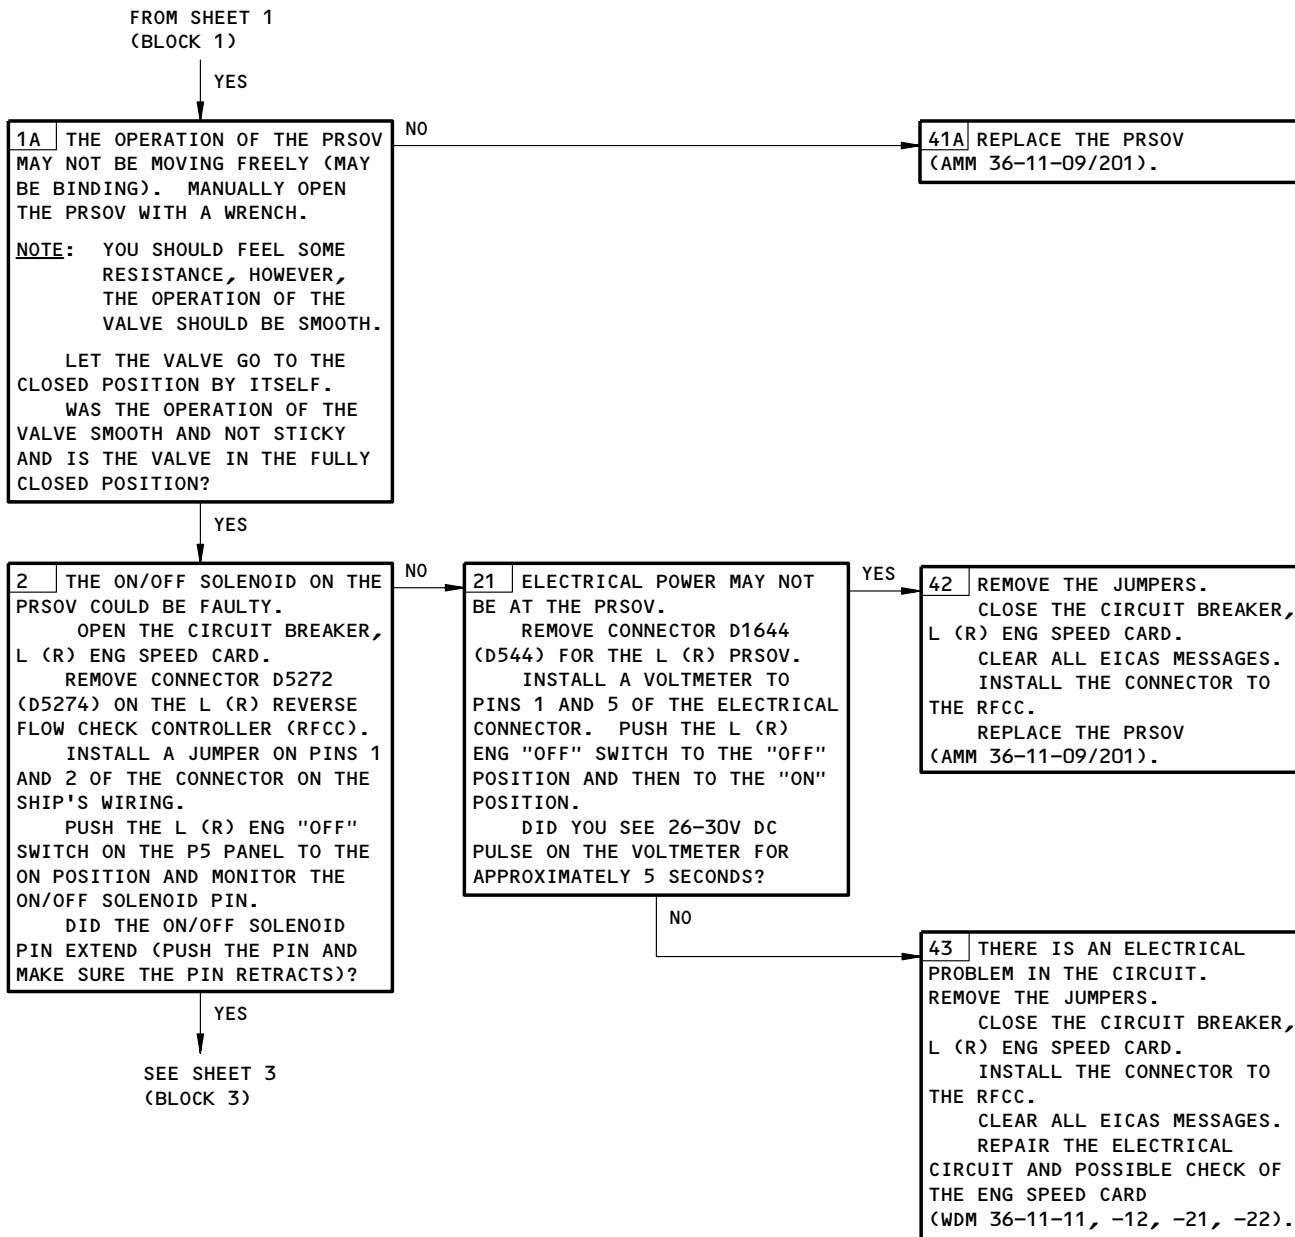 FROM SHEET 1
(BLOCK 1)
YES
1A THE OPERATION OF THE PRSOV
MAY NOT BE MOVING FREELY (MAY
BE BINDING). MANUALLY OPEN
THE PRSOV WITH A WRENCH.
NOTE: YOU SHOULD FEEL SOME
RESISTANCE, HOWEVER,
THE OPERATION OF THE
VALVE SHOULD BE SMOOTH.
LET THE VALVE GO TO THE
CLOSED POSITION BY ITSELF.
WAS THE OPERATION OF THE
VALVE SMOOTH AND NOT STICKY
AND IS THE VALVE IN THE FULLY
CLOSED POSITION?
NO
41A REPLACE THE PRSOV
(AMM 36-11-09/201).
YES
2 THE ON/OFF SOLENOID ON THE
PRSOV COULD BE FAULTY.
OPEN THE CIRCUIT BREAKER,
L (R) ENG SPEED CARD.
REMOVE CONNECTOR D5272
(D5274) ON THE L (R) REVERSE
FLOW CHECK CONTROLLER (RFCC).
INSTALL A JUMPER ON PINS 1
AND 2 OF THE CONNECTOR ON THE
SHIP'S WIRING.
PUSH THE L (R) ENG "OFF"
SWITCH ON THE P5 PANEL TO THE
ON POSITION AND MONITOR THE
ON/OFF SOLENOID PIN.
DID THE ON/OFF SOLENOID
PIN EXTEND (PUSH THE PIN AND
MAKE SURE THE PIN RETRACTS)?
NO
21 ELECTRICAL POWER MAY NOT
BE AT THE PRSOV.
REMOVE CONNECTOR D1644
(D544) FOR THE L (R) PRSOV.
INSTALL A VOLTMETER TO
PINS 1 AND 5 OF THE ELECTRICAL
CONNECTOR. PUSH THE L (R)
ENG "OFF" SWITCH TO THE "OFF"
POSITION AND THEN TO THE "ON"
POSITION.
DID YOU SEE 26-30V DC
PULSE ON THE VOLTMETER FOR
APPROXIMATELY 5 SECONDS?
YES
42 REMOVE THE JUMPERS.
CLOSE THE CIRCUIT BREAKER,
L (R) ENG SPEED CARD.
CLEAR ALL EICAS MESSAGES.
INSTALL THE CONNECTOR TO
THE RFCC.
REPLACE THE PRSOV
(AMM 36-11-09/201).
NO
43 THERE IS AN ELECTRICAL
PROBLEM IN THE CIRCUIT.
REMOVE THE JUMPERS.
CLOSE THE CIRCUIT BREAKER,
L (R) ENG SPEED CARD.
INSTALL THE CONNECTOR TO
THE RFCC.
CLEAR ALL EICAS MESSAGES.
REPAIR THE ELECTRICAL
CIRCUIT AND POSSIBLE CHECK OF
THE ENG SPEED CARD
(WDM 36-11-11, -12, -21, -22).
YES
SEE SHEET 3
(BLOCK 3)